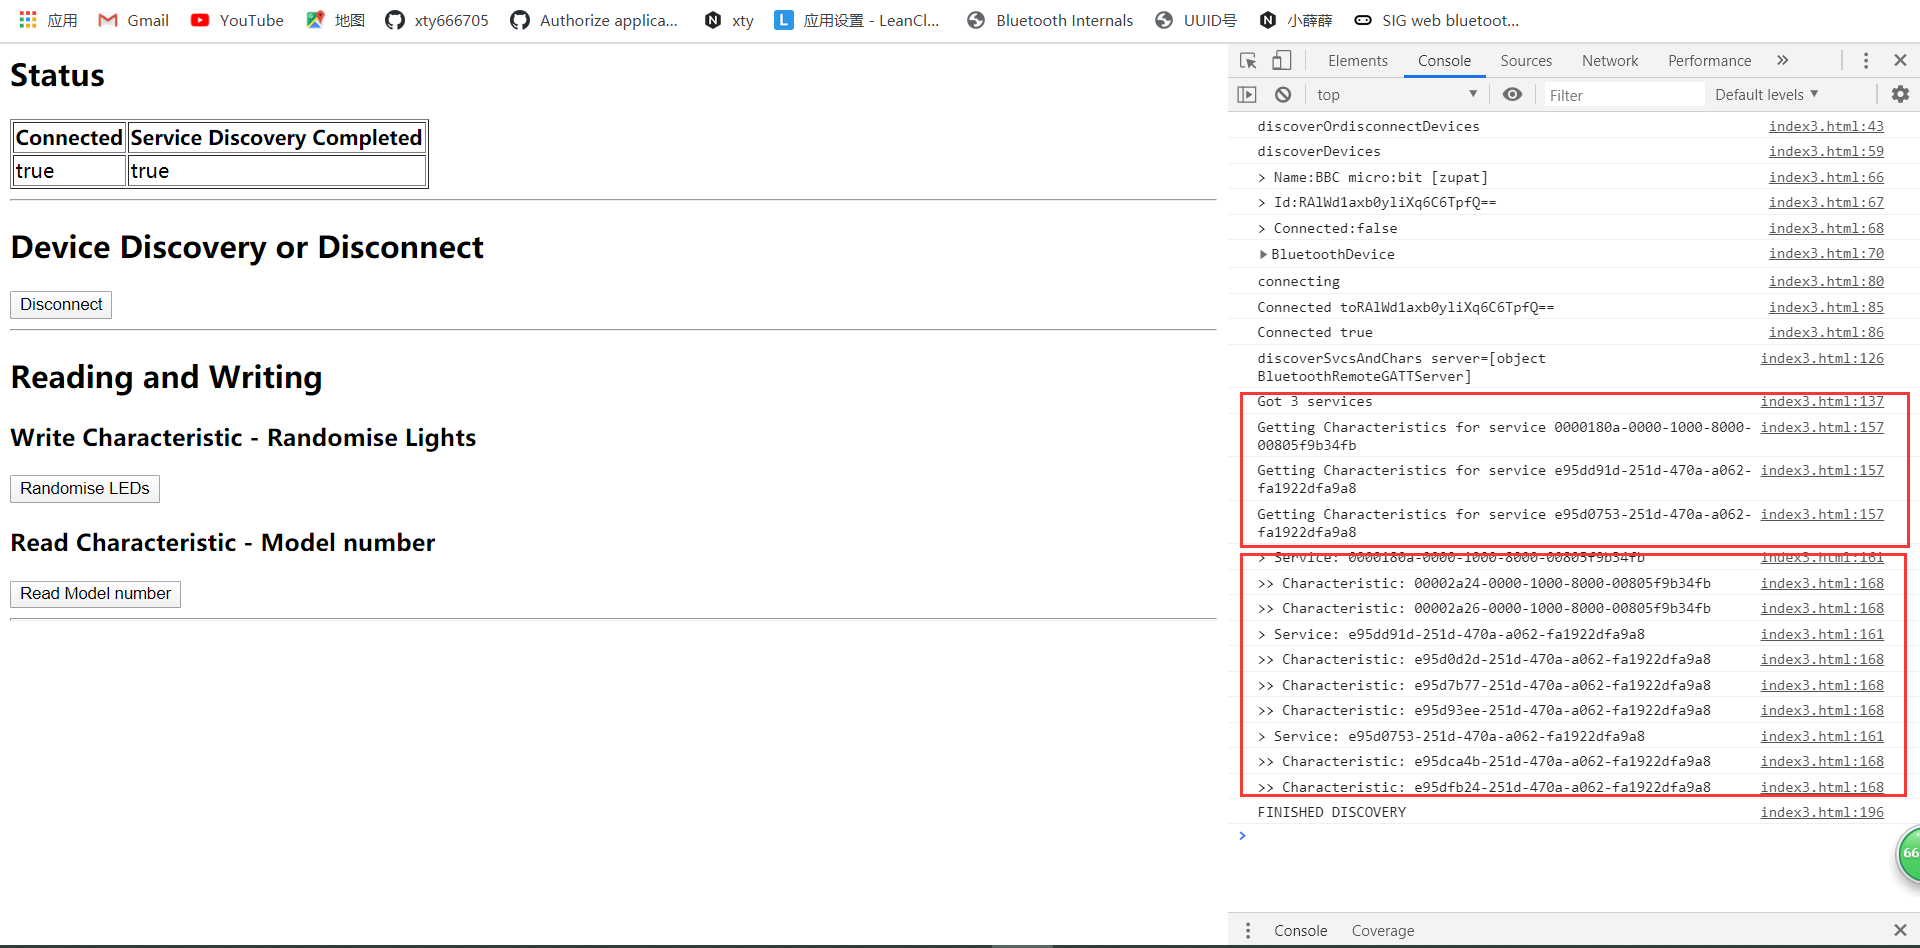 应用 Gmail YouTube 地图 xty666705 Authorize applica... xty L 应用设置 - LeanCl... Bluetooth Internals UUID号 小薛薛 SIG web bluetoot...
Status
Connected Service Discovery Completed
true true
Device Discovery or Disconnect
Disconnect
Reading and Writing
Write Characteristic - Randomise Lights
Randomise LEDs
Read Characteristic - Model number
Read Model number
Elements Console Sources Network Performance »
top Filter Default levels
discoverOrdisconnectDevices index3.html:43
discoverDevices index3.html:59
> Name:BBC micro:bit [zupat] index3.html:66
> Id:RAlWd1axb0yliXq6C6TpfQ== index3.html:67
> Connected:false index3.html:68
BluetoothDevice index3.html:70
connecting index3.html:80
Connected toRAlWd1axb0yliXq6C6TpfQ== index3.html:85
Connected true index3.html:86
discoverSvcsAndChars server=[object index3.html:126
BluetoothRemoteGATTServer]
Got 3 services index3.html:137
Getting Characteristics for service 0000180a-0000-1000-8000- index3.html:157
00805f9b34fb
Getting Characteristics for service e95dd91d-251d-470a-a062- index3.html:157
fa1922dfa9a8
Getting Characteristics for service e95d0753-251d-470a-a062- index3.html:157
fa1922dfa9a8
> Service: 0000180a-0000-1000-8000-00805f9b34fb index3.html:161
>> Characteristic: 00002a24-0000-1000-8000-00805f9b34fb index3.html:168
>> Characteristic: 00002a26-0000-1000-8000-00805f9b34fb index3.html:168
> Service: e95dd91d-251d-470a-a062-fa1922dfa9a8 index3.html:161
>> Characteristic: e95d0d2d-251d-470a-a062-fa1922dfa9a8 index3.html:168
>> Characteristic: e95d7b77-251d-470a-a062-fa1922dfa9a8 index3.html:168
>> Characteristic: e95d93ee-251d-470a-a062-fa1922dfa9a8 index3.html:168
> Service: e95d0753-251d-470a-a062-fa1922dfa9a8 index3.html:161
>> Characteristic: e95dca4b-251d-470a-a062-fa1922dfa9a8 index3.html:168
>> Characteristic: e95dfb24-251d-470a-a062-fa1922dfa9a8 index3.html:168
FINISHED DISCOVERY index3.html:196
>
66
Console Coverage